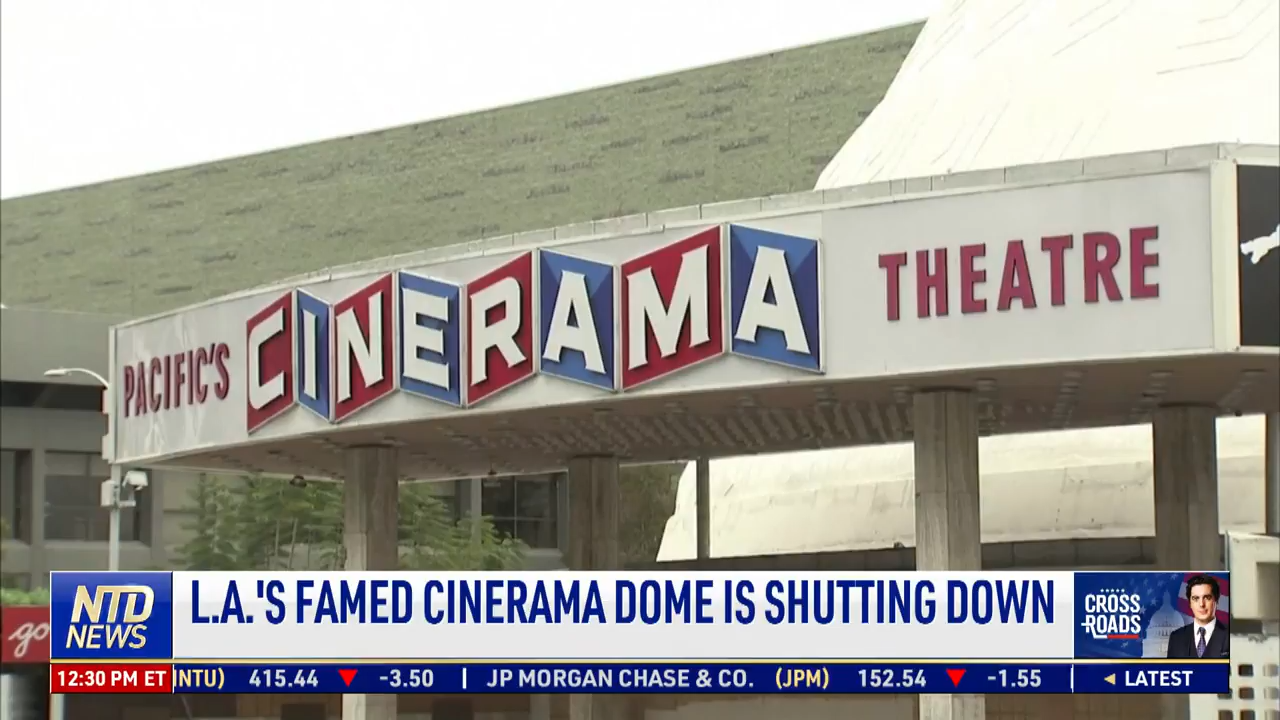 PACIFIC'S CINERAMA THEATRE
go
NTD
NEWS
L.A.'S FAMED CINERAMA DOME IS SHUTTING DOWN
CROSS
ROADS
12:30 PM ET
NTU) 415.44 ▼ -3.50 | JP MORGAN CHASE & CO. (JPM) 152.54 ▼ -1.55
◄ LATEST